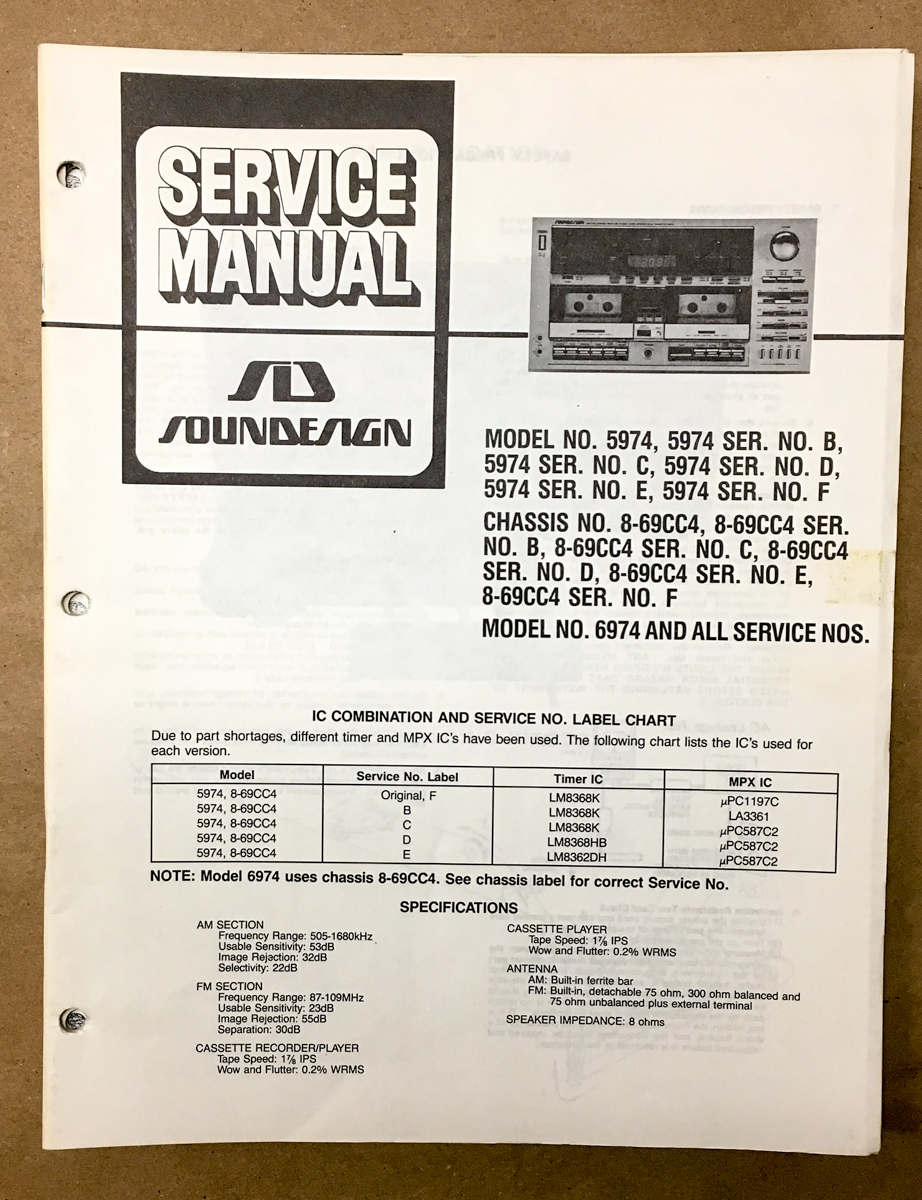 SERVICE
MANUAL
SD
SOUNDESIGN
SOUNDESIGN
MODEL NO. 5974, 5974 SER. NO. B,
5974 SER. NO. C, 5974 SER. NO. D,
5974 SER. NO. E, 5974 SER. NO. F
CHASSIS NO. 8-69CC4, 8-69CC4 SER.
NO. B, 8-69CC4 SER. NO. C, 8-69CC4
SER. NO. D, 8-69CC4 SER. NO. E,
8-69CC4 SER. NO. F
MODEL NO. 6974 AND ALL SERVICE NOS.
IC COMBINATION AND SERVICE NO. LABEL CHART
Due to part shortages, different timer and MPX IC's have been used. The following chart lists the IC's used for
each version.
Model Service No. Label Timer IC MPX IC
5974, 8-69CC4 Original, F LM8368K µPC1197C
5974, 8-69CC4 B LM8368K LA3361
5974, 8-69CC4 C LM8368K µPC587C2
5974, 8-69CC4 D LM8368HB µPC587C2
5974, 8-69CC4 E LM8362DH µPC587C2
NOTE: Model 6974 uses chassis 8-69CC4. See chassis label for correct Service No.
SPECIFICATIONS
AM SECTION
Frequency Range: 505-1680kHz
Usable Sensitivity: 53dB
Image Rejaction: 32dB
Selectivity: 22dB
FM SECTION
Frequency Range: 87-109MHz
Usable Sensitivity: 23dB
Image Rejection: 55dB
Separation: 30dB
CASSETTE RECORDER/PLAYER
Tape Speed: 1⅞ IPS
Wow and Flutter: 0.2% WRMS
CASSETTE PLAYER
Tape Speed: 1⅞ IPS
Wow and Flutter: 0.2% WRMS
ANTENNA
AM: Built-in ferrite bar
FM: Built-in, detachable 75 ohm, 300 ohm balanced and
75 ohm unbalanced plus external terminal
SPEAKER IMPEDANCE: 8 ohms